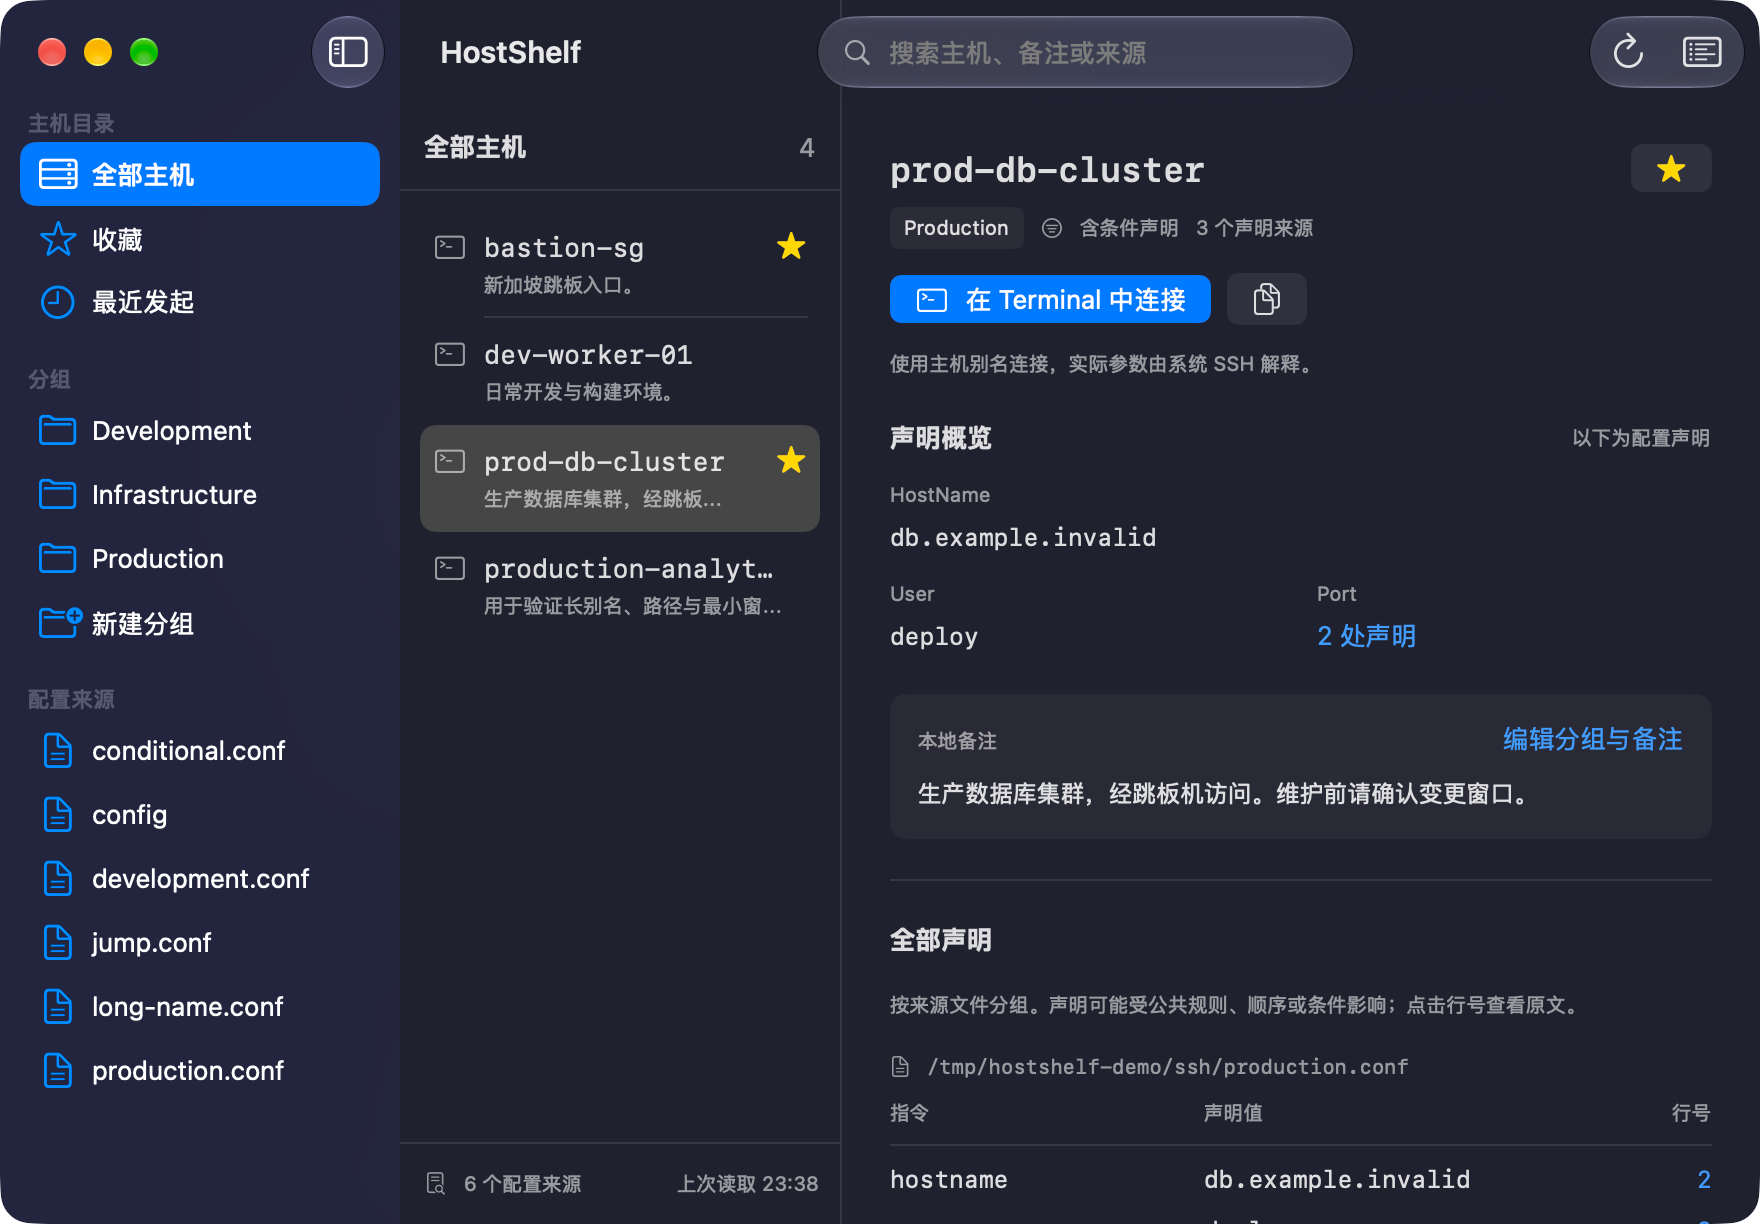 HostShelf
搜索主机、备注或来源
主机目录
全部主机
收藏
最近发起
分组
Development
Infrastructure
Production
新建分组
配置来源
conditional.conf
config
development.conf
jump.conf
long-name.conf
production.conf
全部主机
4
bastion-sg
新加坡跳板入口。
dev-worker-01
日常开发与构建环境。
prod-db-cluster
生产数据库集群，经跳板…
production-analyt…
用于验证长别名、路径与最小窗…
6 个配置来源
上次读取 23:38
prod-db-cluster
Production
含条件声明
3 个声明来源
在 Terminal 中连接
使用主机别名连接，实际参数由系统 SSH 解释。
声明概览
以下为配置声明
HostName
db.example.invalid
User
Port
deploy
2 处声明
本地备注
编辑分组与备注
生产数据库集群，经跳板机访问。维护前请确认变更窗口。
全部声明
按来源文件分组。声明可能受公共规则、顺序或条件影响；点击行号查看原文。
/tmp/hostshelf-demo/ssh/production.conf
指令
声明值
行号
hostname
db.example.invalid
2